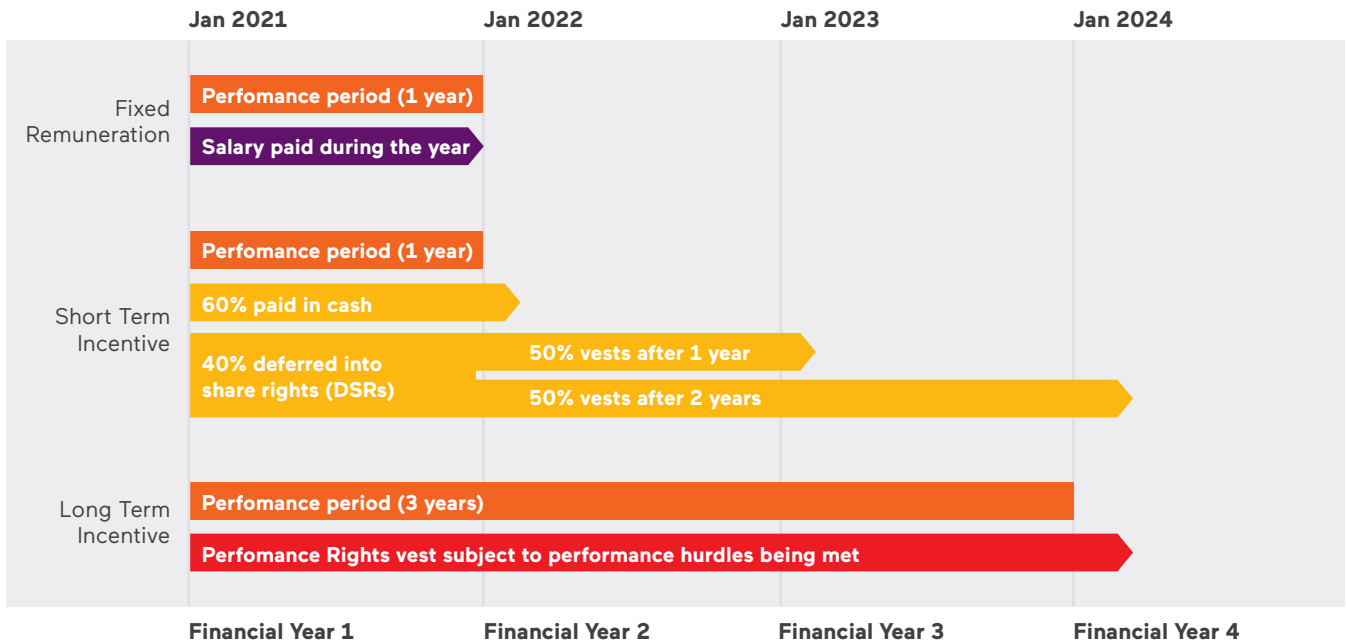 Jan 2021
Jan 2022
Jan 2023
Jan 2024
Fixed
Remuneration
Perfomance period (1 year)
Salary paid during the year
Short Term
Incentive
Perfomance period (1 year)
60% paid in cash
40% deferred into
share rights (DSRs)
50% vests after 1 year
50% vests after 2 years
Long Term
Incentive
Perfomance period (3 years)
Perfomance Rights vest subject to performance hurdles being met
Financial Year 1
Financial Year 2
Financial Year 3
Financial Year 4